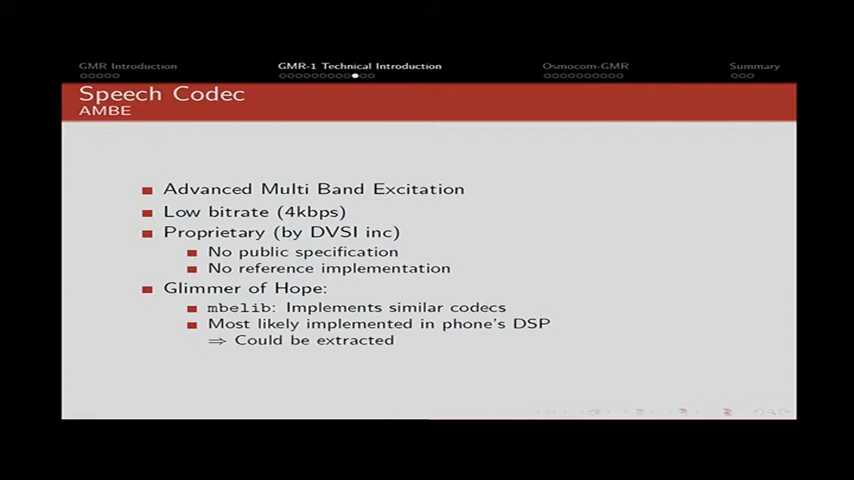 GMR Introduction
GMR-1 Technical Introduction
Osmocom-GMR
Summary
Speech Codec
AMBE
Advanced Multi Band Excitation
Low bitrate (4kbps)
Proprietary (by DVSI inc)
No public specification
No reference implementation
Glimmer of Hope:
mbelib: Implements similar codecs
Most likely implemented in phone's DSP
⇒ Could be extracted